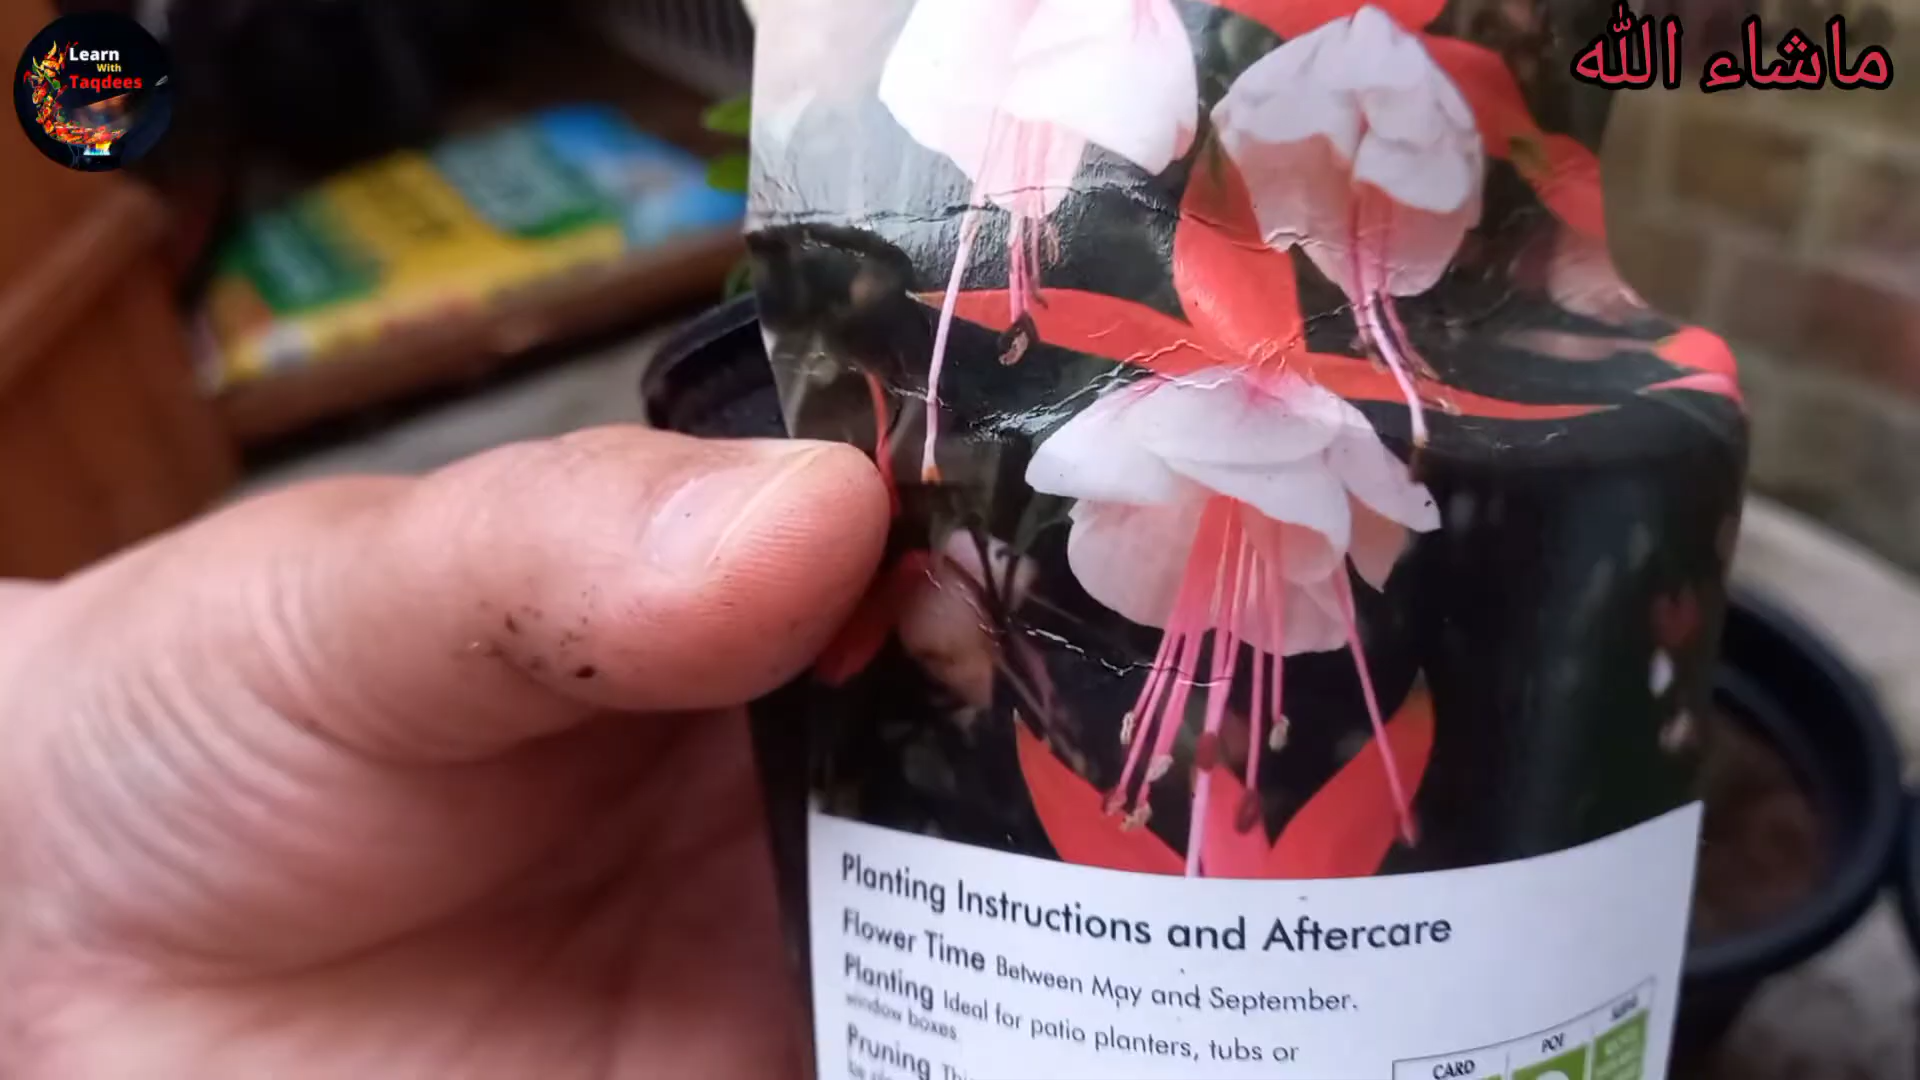 Learn
With
Taqdees
ماشاء الله
Planting Instructions and Aftercare
Flower Time Between May and September.
Planting Ideal for patio planters, tubs or
window boxes
Pruning
CARD
POT